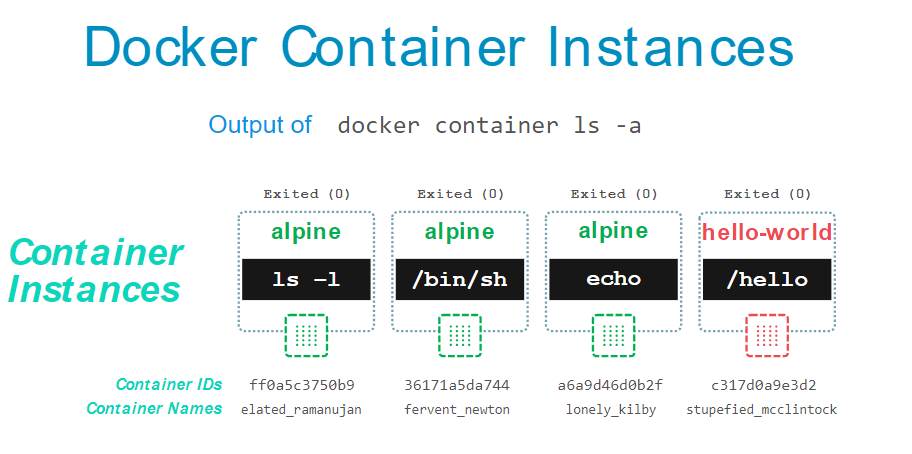 Docker Container Instances
Output of docker container ls -a
Exited (0) Exited (0) Exited (0) Exited (0)
alpine alpine alpine hello-world
Container
Instances
ls –l /bin/sh echo /hello
Container IDs ff0a5c3750b9 36171a5da744 a6a9d46d0b2f c317d0a9e3d2
Container Names elated_ramanujan fervent_newton lonely_kilby stupefied_mcclintock